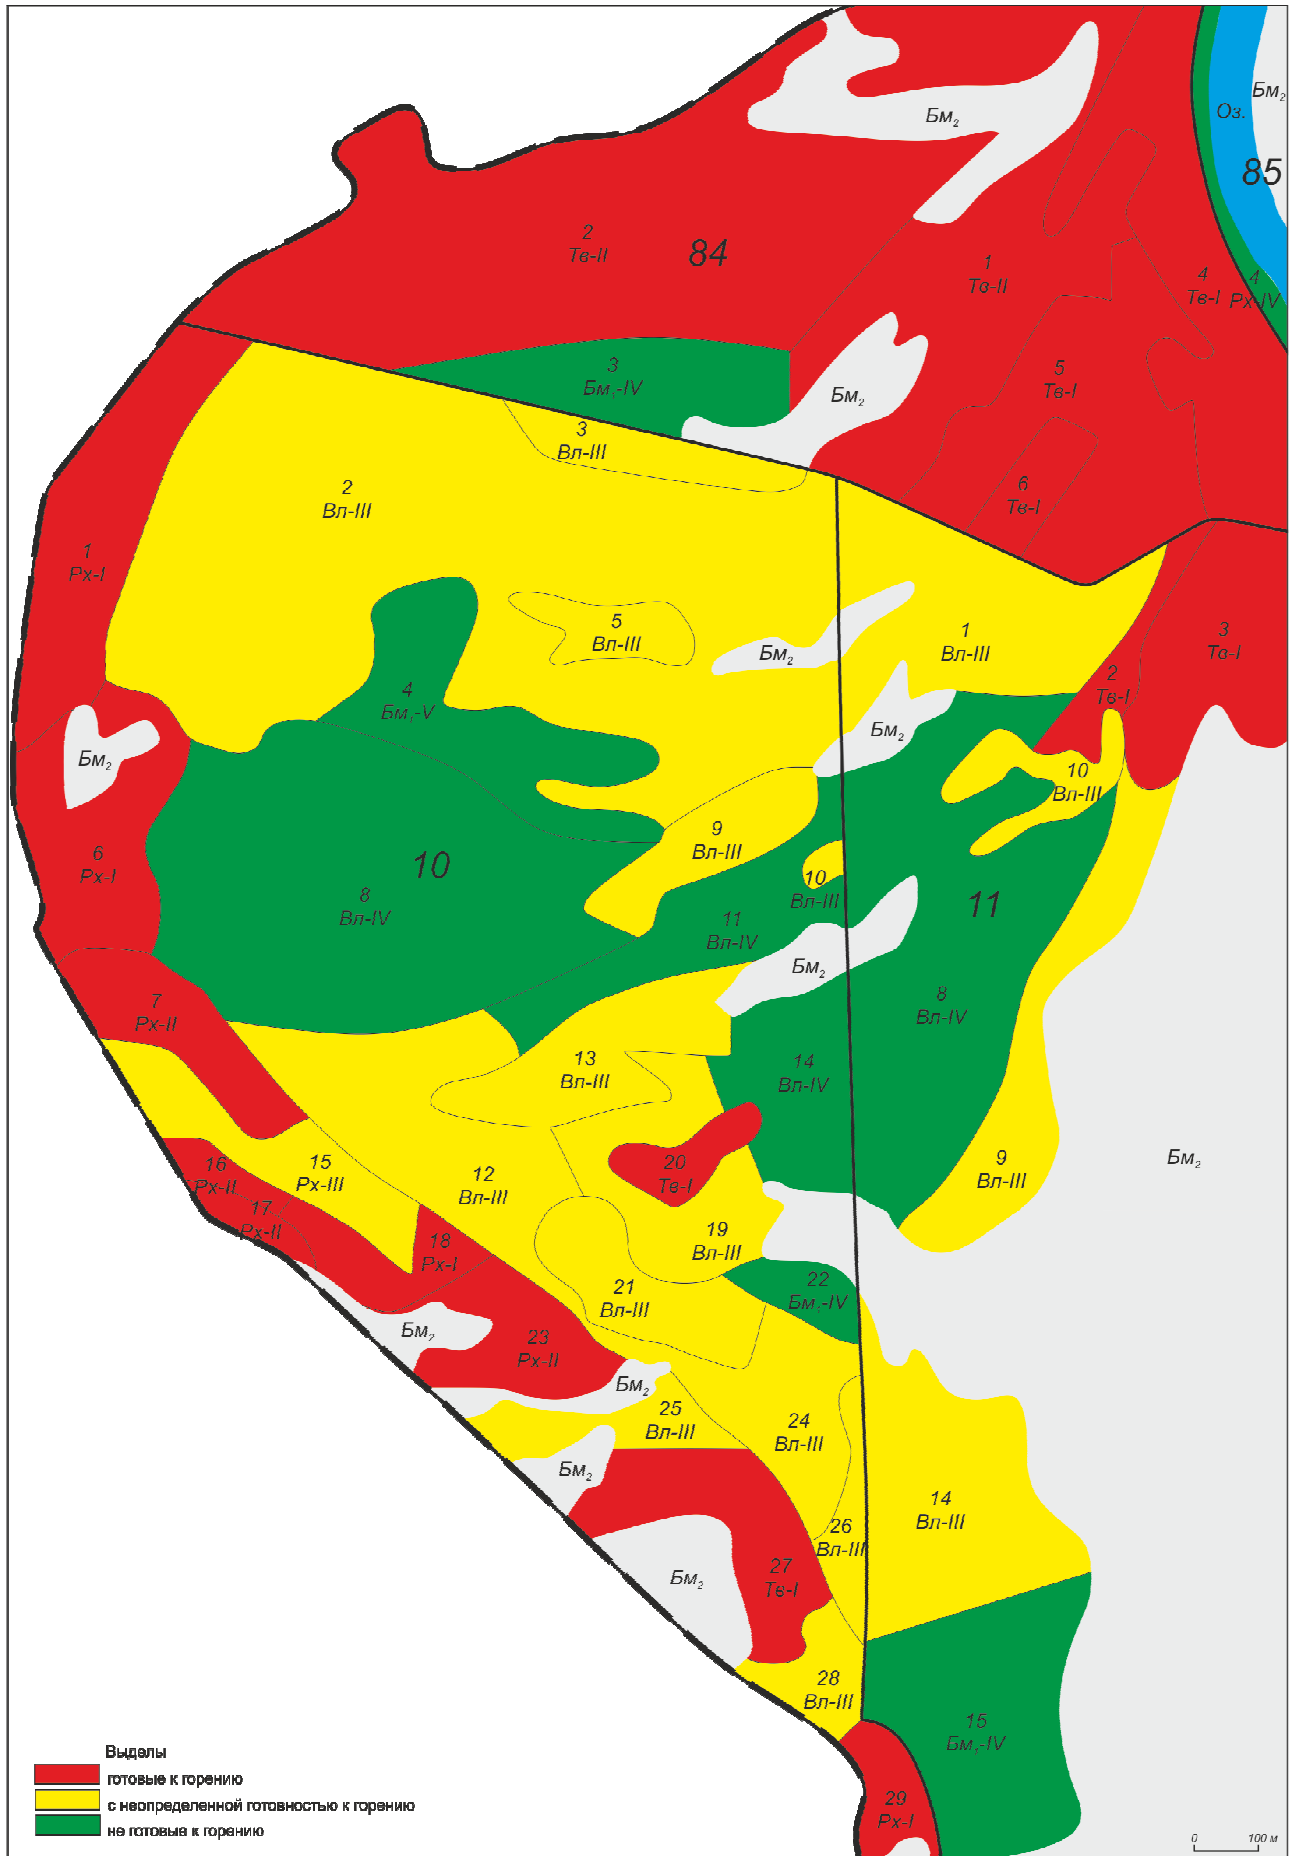 Бм₂
Бм₂
Оз.
85
2
Тв-II
84
1
Тв-II
4
Тв-I
4
Рх-IV
3
Бм₁-IV
Бм₂
5
Тв-I
3
Вл-III
2
Вл-III
6
Тв-I
1
Рх-I
5
Вл-III
Бм₂
1
Вл-III
3
Тв-I
2
Тв-I
4
Бм₁-V
Бм₂
Бм₂
10
Вл-III
9
Вл-III
6
Рх-I
10
8
Вл-IV
10
Вл-III
11
11
Вл-IV
Бм₂
8
Вл-IV
7
Рх-II
13
Вл-III
14
Вл-IV
16
Рх-II
15
Рх-III
12
Вл-III
20
Тв-I
9
Вл-III
Бм₂
17
Рх-II
18
Рх-I
19
Вл-III
21
Вл-III
22
Бм₁-IV
Бм₂
23
Рх-II
Бм₂
25
Вл-III
24
Вл-III
Бм₂
14
Вл-III
26
Вл-III
Бм₂
27
Тв-I
28
Вл-III
15
Бм₁-IV
29
Рх-I
Выделы
готовые к горению
с неопределенной готовностью к горению
не готовые к горению
0 100 м